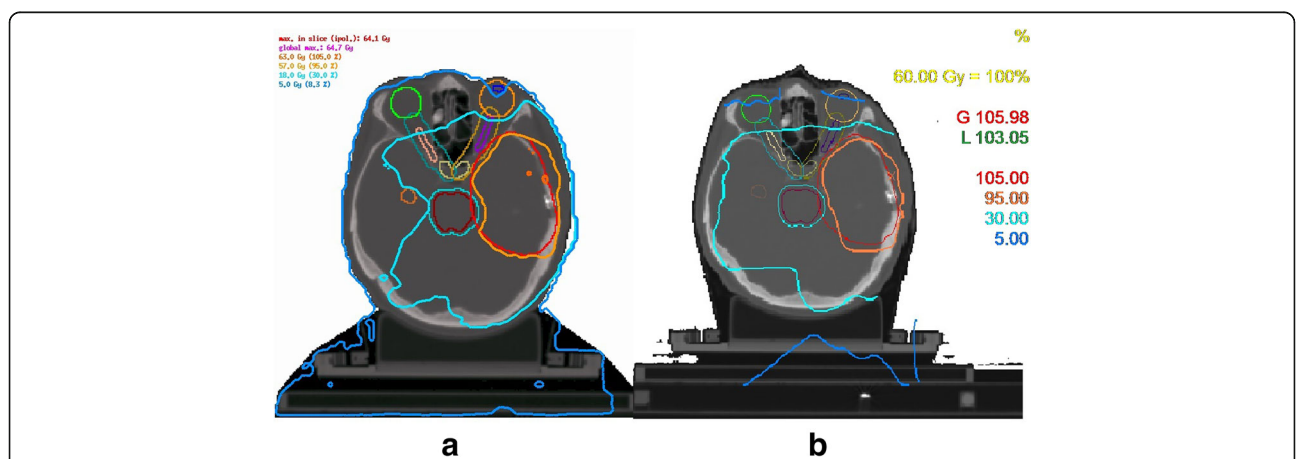 max. in slice (ipol.): 64.1 Gy
global max.: 64.7 Gy
63.0 Gy (105.0 %)
57.0 Gy (95.0 %)
18.0 Gy (30.0 %)
5.0 Gy (8.3 %)
%
60.00 Gy = 100%
G 105.98
L 103.05
105.00
95.00
30.00
5.00
a
b